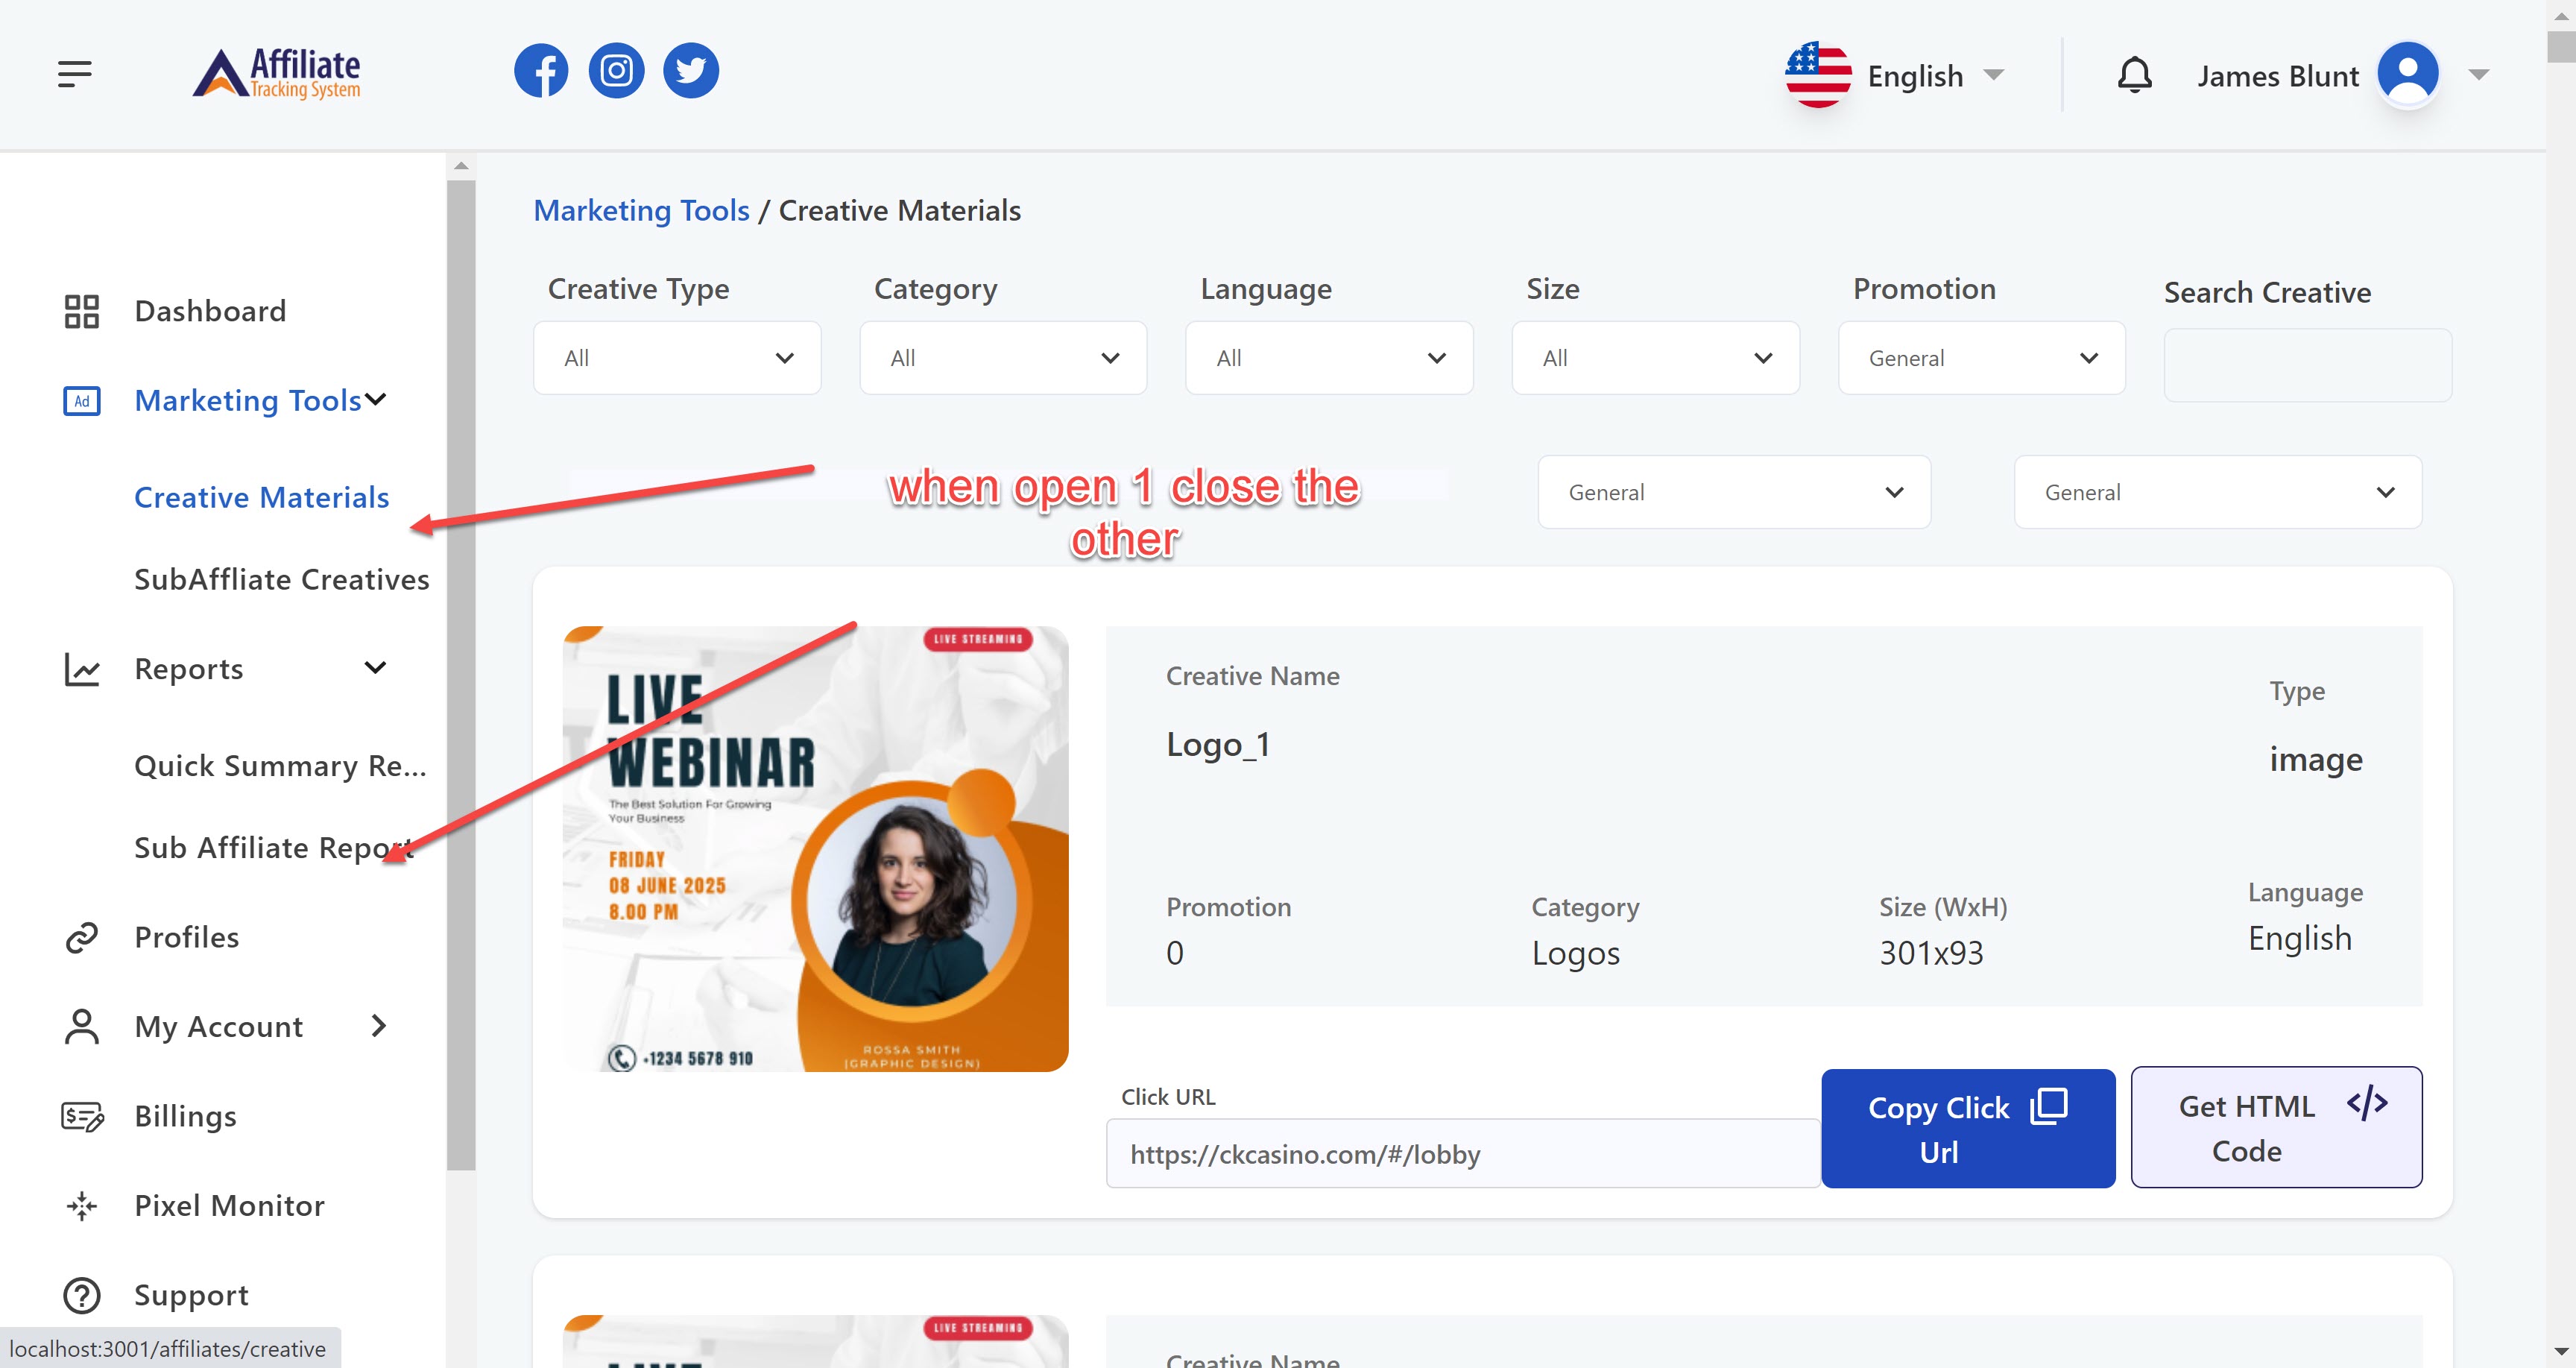 Affiliate
Tracking System
English
James Blunt
Marketing Tools / Creative Materials
Dashboard
Ad
Marketing Tools
Creative Materials
SubAffliate Creatives
Reports
Quick Summary Re...
Sub Affiliate Report
Profiles
My Account
Billings
Pixel Monitor
Support
localhost:3001/affiliates/creative
Creative Type
Category
Language
Size
Promotion
Search Creative
All
All
All
All
General
when open 1 close the
other
General
General
LIVE STREAMING
LIVE
WEBINAR
The Best Solution For Growing
Your Business
FRIDAY
08 JUNE 2025
8.00 PM
+1234 5678 910
ROSSA SMITH
(GRAPHIC DESIGN)
Creative Name
Logo_1
Type
image
Promotion
0
Category
Logos
Size (WxH)
301x93
Language
English
Click URL
https://ckcasino.com/#/lobby
Copy Click
Url
Get HTML
Code
LIVE STREAMING
LIVE
Creative Name